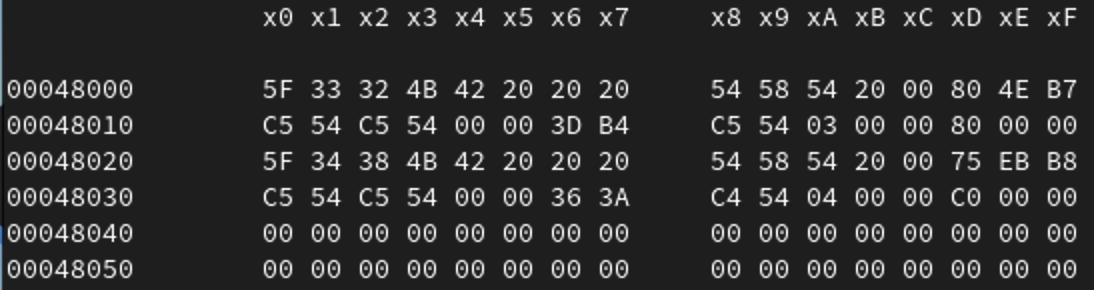 x0 x1 x2 x3 x4 x5 x6 x7 x8 x9 xA xB xC xD xE xF
00048000 5F 33 32 4B 42 20 20 20 54 58 54 20 00 80 4E B7
00048010 C5 54 C5 54 00 00 3D B4 C5 54 03 00 00 80 00 00
00048020 5F 34 38 4B 42 20 20 20 54 58 54 20 00 75 EB B8
00048030 C5 54 C5 54 00 00 36 3A C4 54 04 00 00 C0 00 00
00048040 00 00 00 00 00 00 00 00 00 00 00 00 00 00 00 00
00048050 00 00 00 00 00 00 00 00 00 00 00 00 00 00 00 00